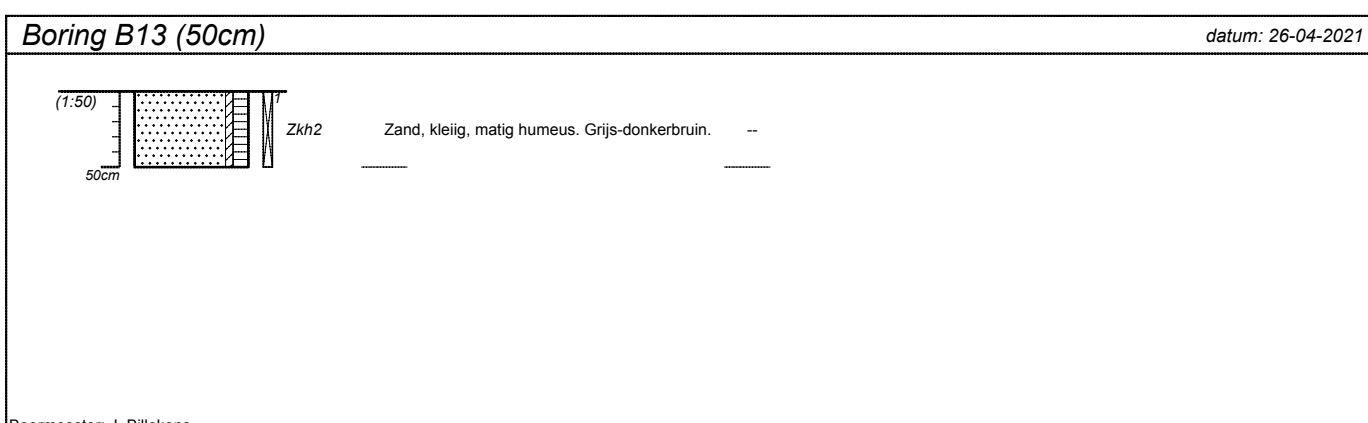 Boring B13 (50cm) datum: 26-04-2021
(1:50) 1
Zkh2 Zand, kleiig, matig humeus. Grijs-donkerbruin. --
50cm